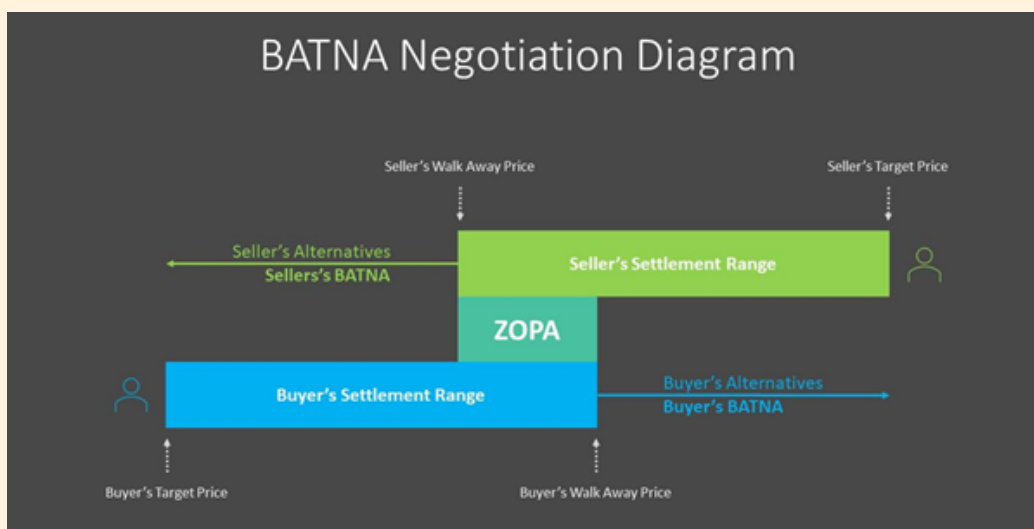 BATNA Negotiation Diagram
Seller's Walk Away Price
Seller's Target Price
Seller's Alternatives
Sellers's BATNA
Seller's Settlement Range
ZOPA
Buyer's Settlement Range
Buyer's Alternatives
Buyer's BATNA
Buyer's Target Price
Buyer's Walk Away Price